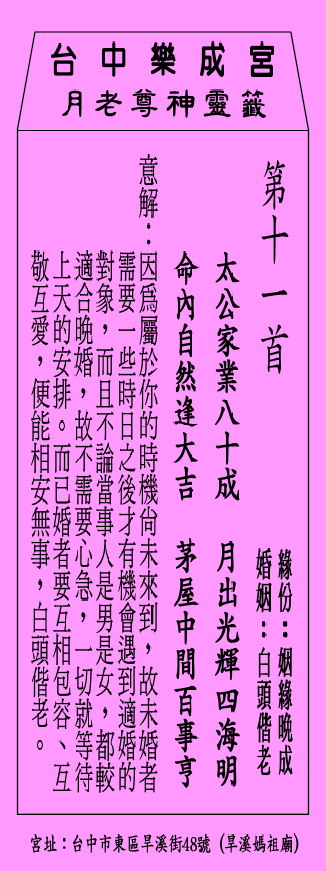 台中樂成宮
月老尊神靈籤
第十一首
緣份：姻緣晚成
婚姻：白頭偕老
太公家業八十成　月出光輝四海明
命內自然逢大吉　茅屋中間百事亨
意解：因為屬於你的時機尚未來到，故未婚者
需要一些時日之後才有機會遇到適婚的
對象，而且不論當事人是男是女，都較
適合晚婚，故不需要心急，一切就等待
上天的安排。而已婚者要互相包容、互
敬互愛，便能相安無事，白頭偕老。
宮址：台中市東區旱溪街48號（旱溪媽祖廟）